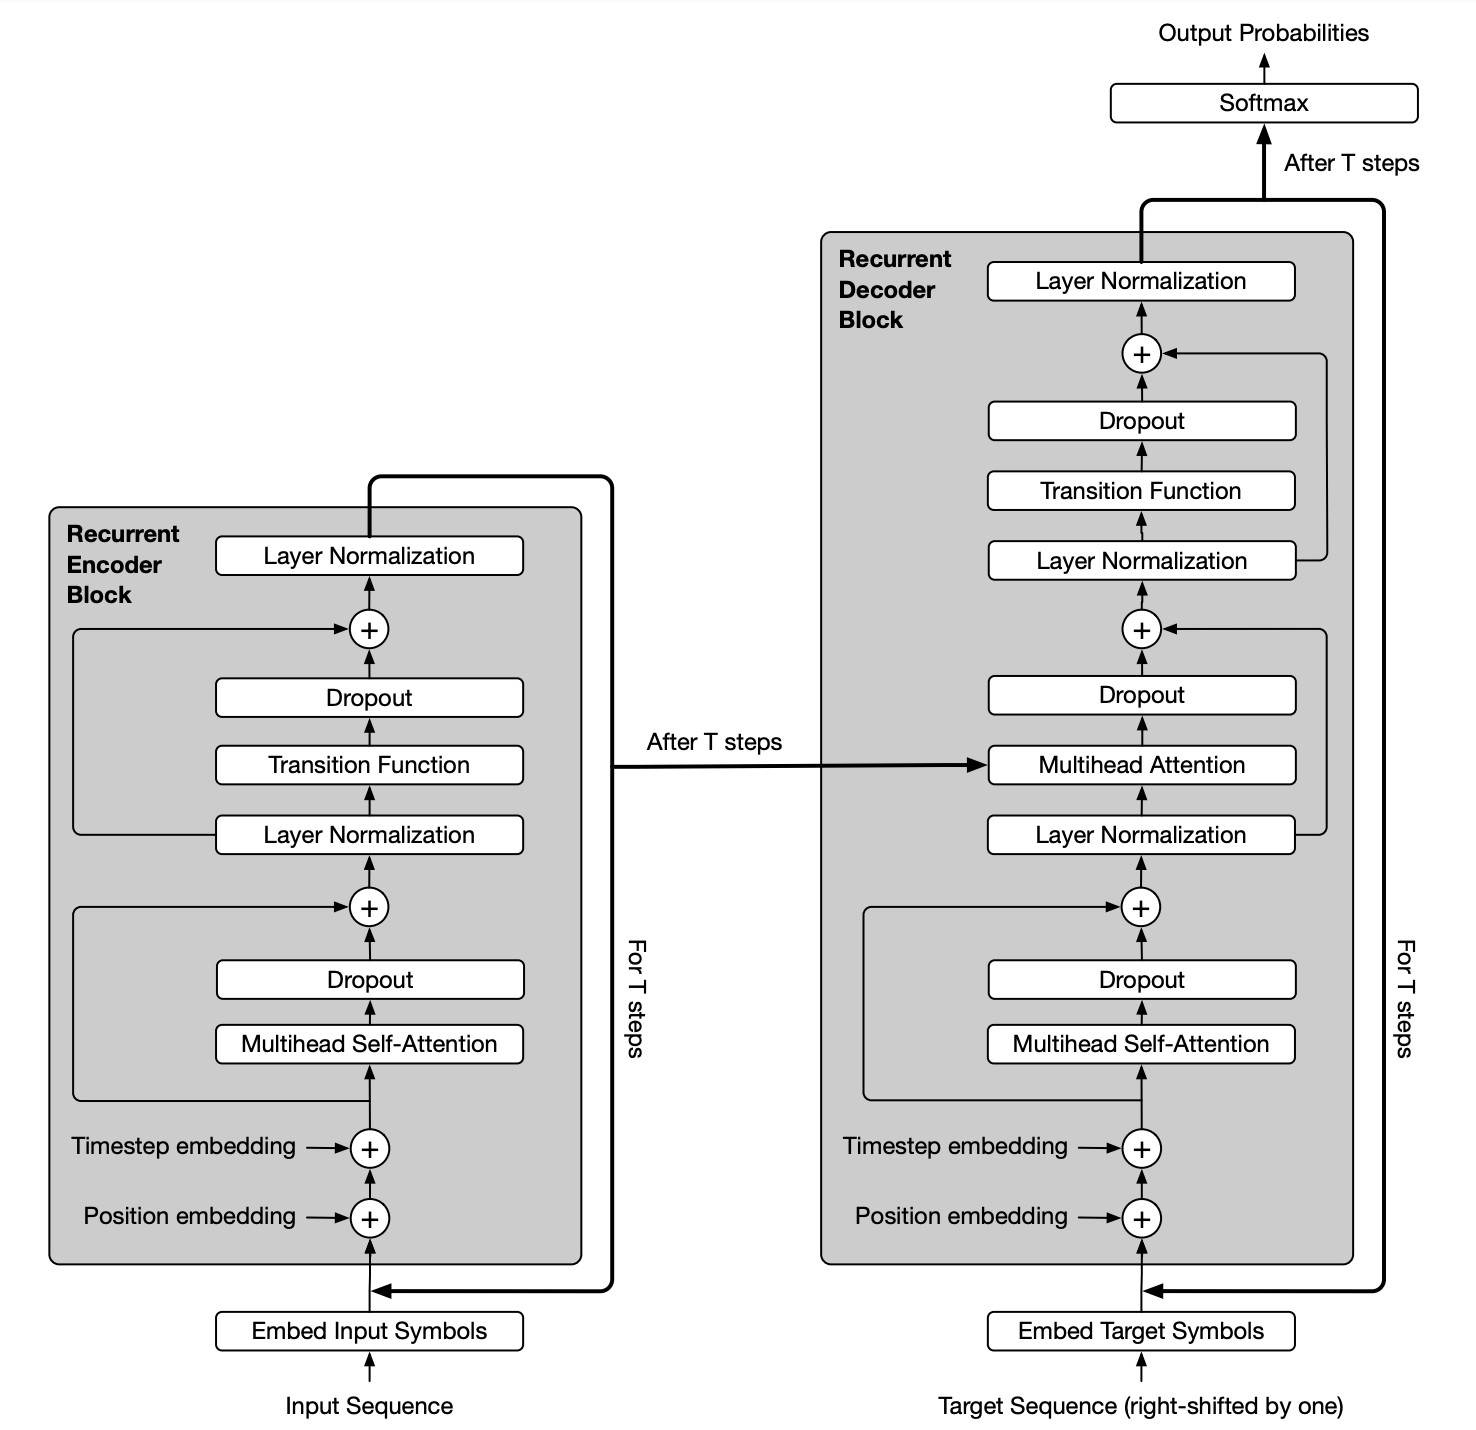 Output Probabilities
Softmax
After T steps
Recurrent
Decoder
Block
Layer Normalization
+
Dropout
Transition Function
Layer Normalization
+
Dropout
Multihead Attention
Layer Normalization
+
Dropout
Multihead Self-Attention
Timestep embedding
+
Position embedding
+
For T steps
Embed Target Symbols
Target Sequence (right-shifted by one)
After T steps
Recurrent
Encoder
Block
Layer Normalization
+
Dropout
Transition Function
Layer Normalization
+
Dropout
Multihead Self-Attention
Timestep embedding
+
Position embedding
+
For T steps
Embed Input Symbols
Input Sequence